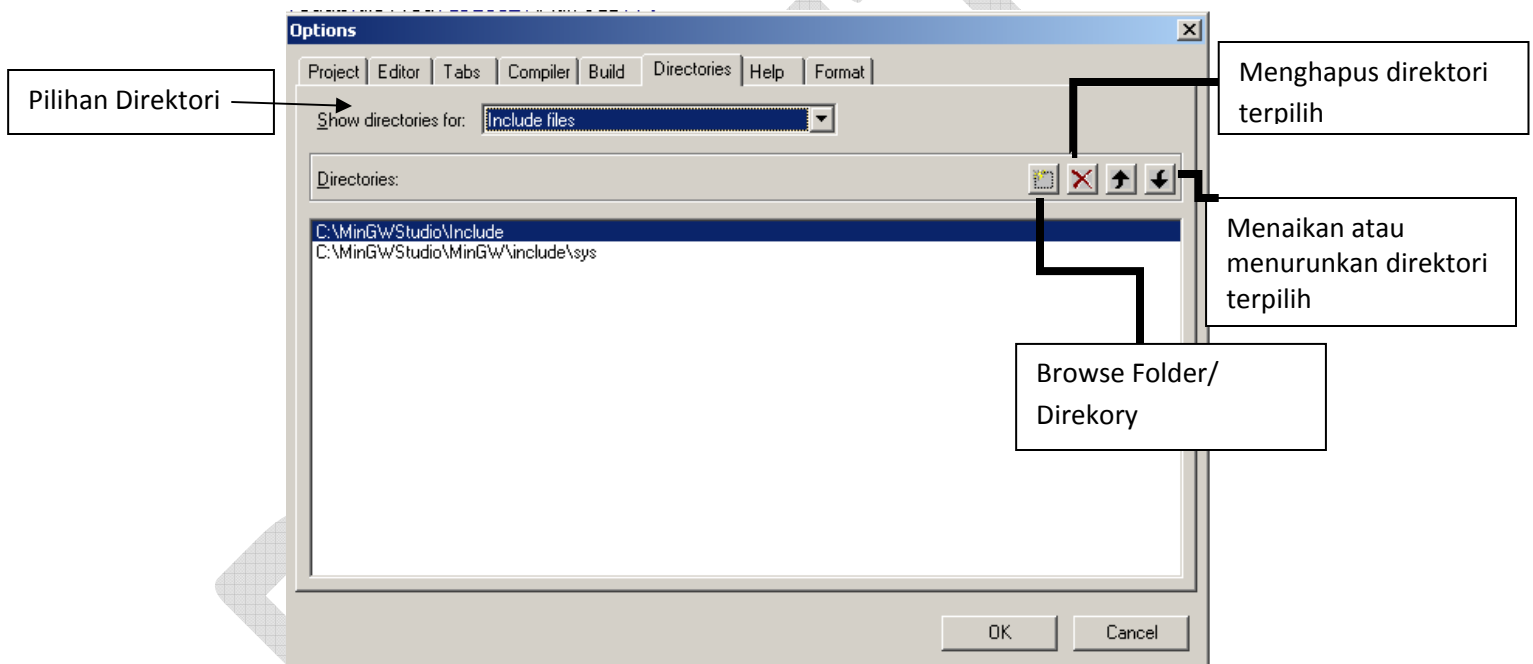 Options
Project Editor Tabs Compiler Build Directories Help Format
Pilihan Direktori
Show directories for: Include files
Menghapus direktori
terpilih
Directories:
C:\MinGWStudio\Include
C:\MinGWStudio\MinGW\include\sys
Menaikan atau
menurunkan direktori
terpilih
Browse Folder/
Direkory
OK Cancel